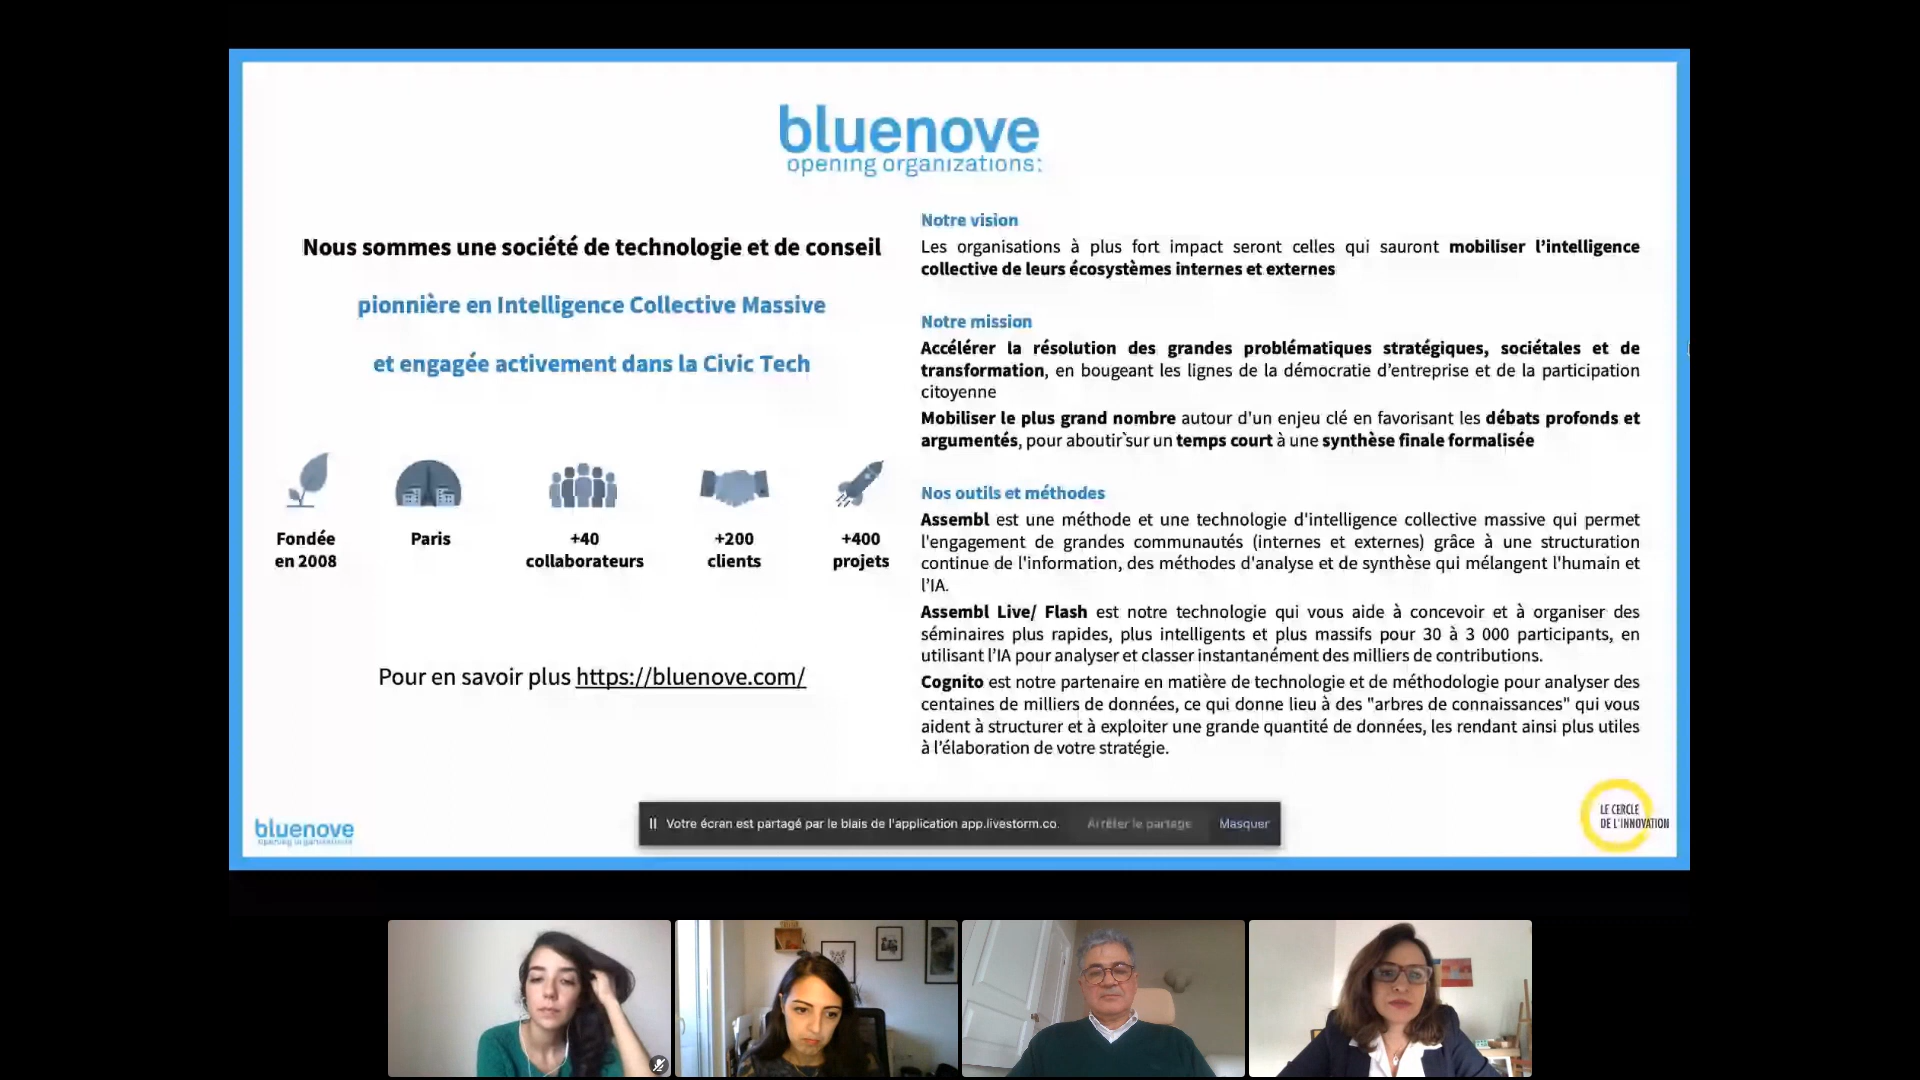 bluenove
opening organizations:
Nous sommes une société de technologie et de conseil
pionnière en Intelligence Collective Massive
et engagée activement dans la Civic Tech
Fondée
en 2008
Paris
+40
collaborateurs
+200
clients
+400
projets
Pour en savoir plus https://bluenove.com/
Notre vision
Les organisations à plus fort impact seront celles qui sauront mobiliser l’intelligence
collective de leurs écosystèmes internes et externes
Notre mission
Accélérer la résolution des grandes problématiques stratégiques, sociétales et de
transformation, en bougeant les lignes de la démocratie d’entreprise et de la participation
citoyenne
Mobiliser le plus grand nombre autour d'un enjeu clé en favorisant les débats profonds et
argumentés, pour aboutir`sur un temps court à une synthèse finale formalisée
Nos outils et méthodes
Assembl est une méthode et une technologie d'intelligence collective massive qui permet
l'engagement de grandes communautés (internes et externes) grâce à une structuration
continue de l'information, des méthodes d'analyse et de synthèse qui mélangent l'humain et
l’IA.
Assembl Live/ Flash est notre technologie qui vous aide à concevoir et à organiser des
séminaires plus rapides, plus intelligents et plus massifs pour 30 à 3 000 participants, en
utilisant l’IA pour analyser et classer instantanément des milliers de contributions.
Cognito est notre partenaire en matière de technologie et de méthodologie pour analyser des
centaines de milliers de données, ce qui donne lieu à des "arbres de connaissances" qui vous
aident à structurer et à exploiter une grande quantité de données, les rendant ainsi plus utiles
à l’élaboration de votre stratégie.
bluenove
opening organizations
Votre écran est partagé par le biais de l'application app.livestorm.co.
Arrêter le partage
Masquer
LE CERCLE
DE L'INNOVATION